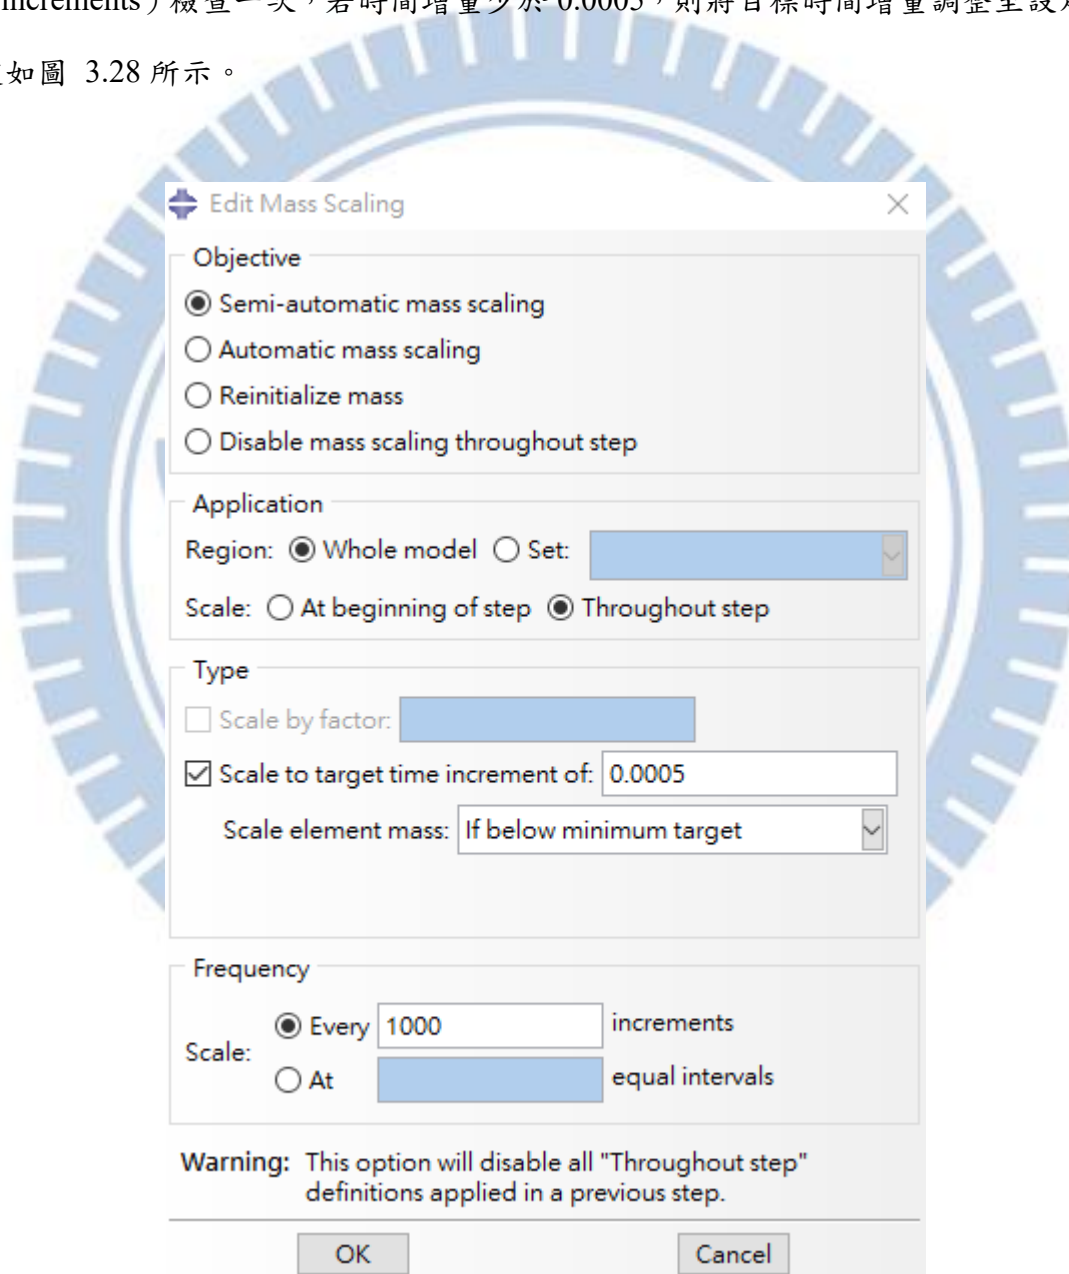 increments）檢查一次，若時間增量少於 0.0005，則將目標時間增量調整至設
如圖 3.28 所示。
Edit Mass Scaling
Objective
Semi-automatic mass scaling
Automatic mass scaling
Reinitialize mass
Disable mass scaling throughout step
Application
Region: Whole model Set:
Scale: At beginning of step Throughout step
Type
Scale by factor:
Scale to target time increment of: 0.0005
Scale element mass: If below minimum target
Frequency
Every 1000 increments
Scale:
At equal intervals
Warning: This option will disable all "Throughout step"
definitions applied in a previous step.
OK Cancel